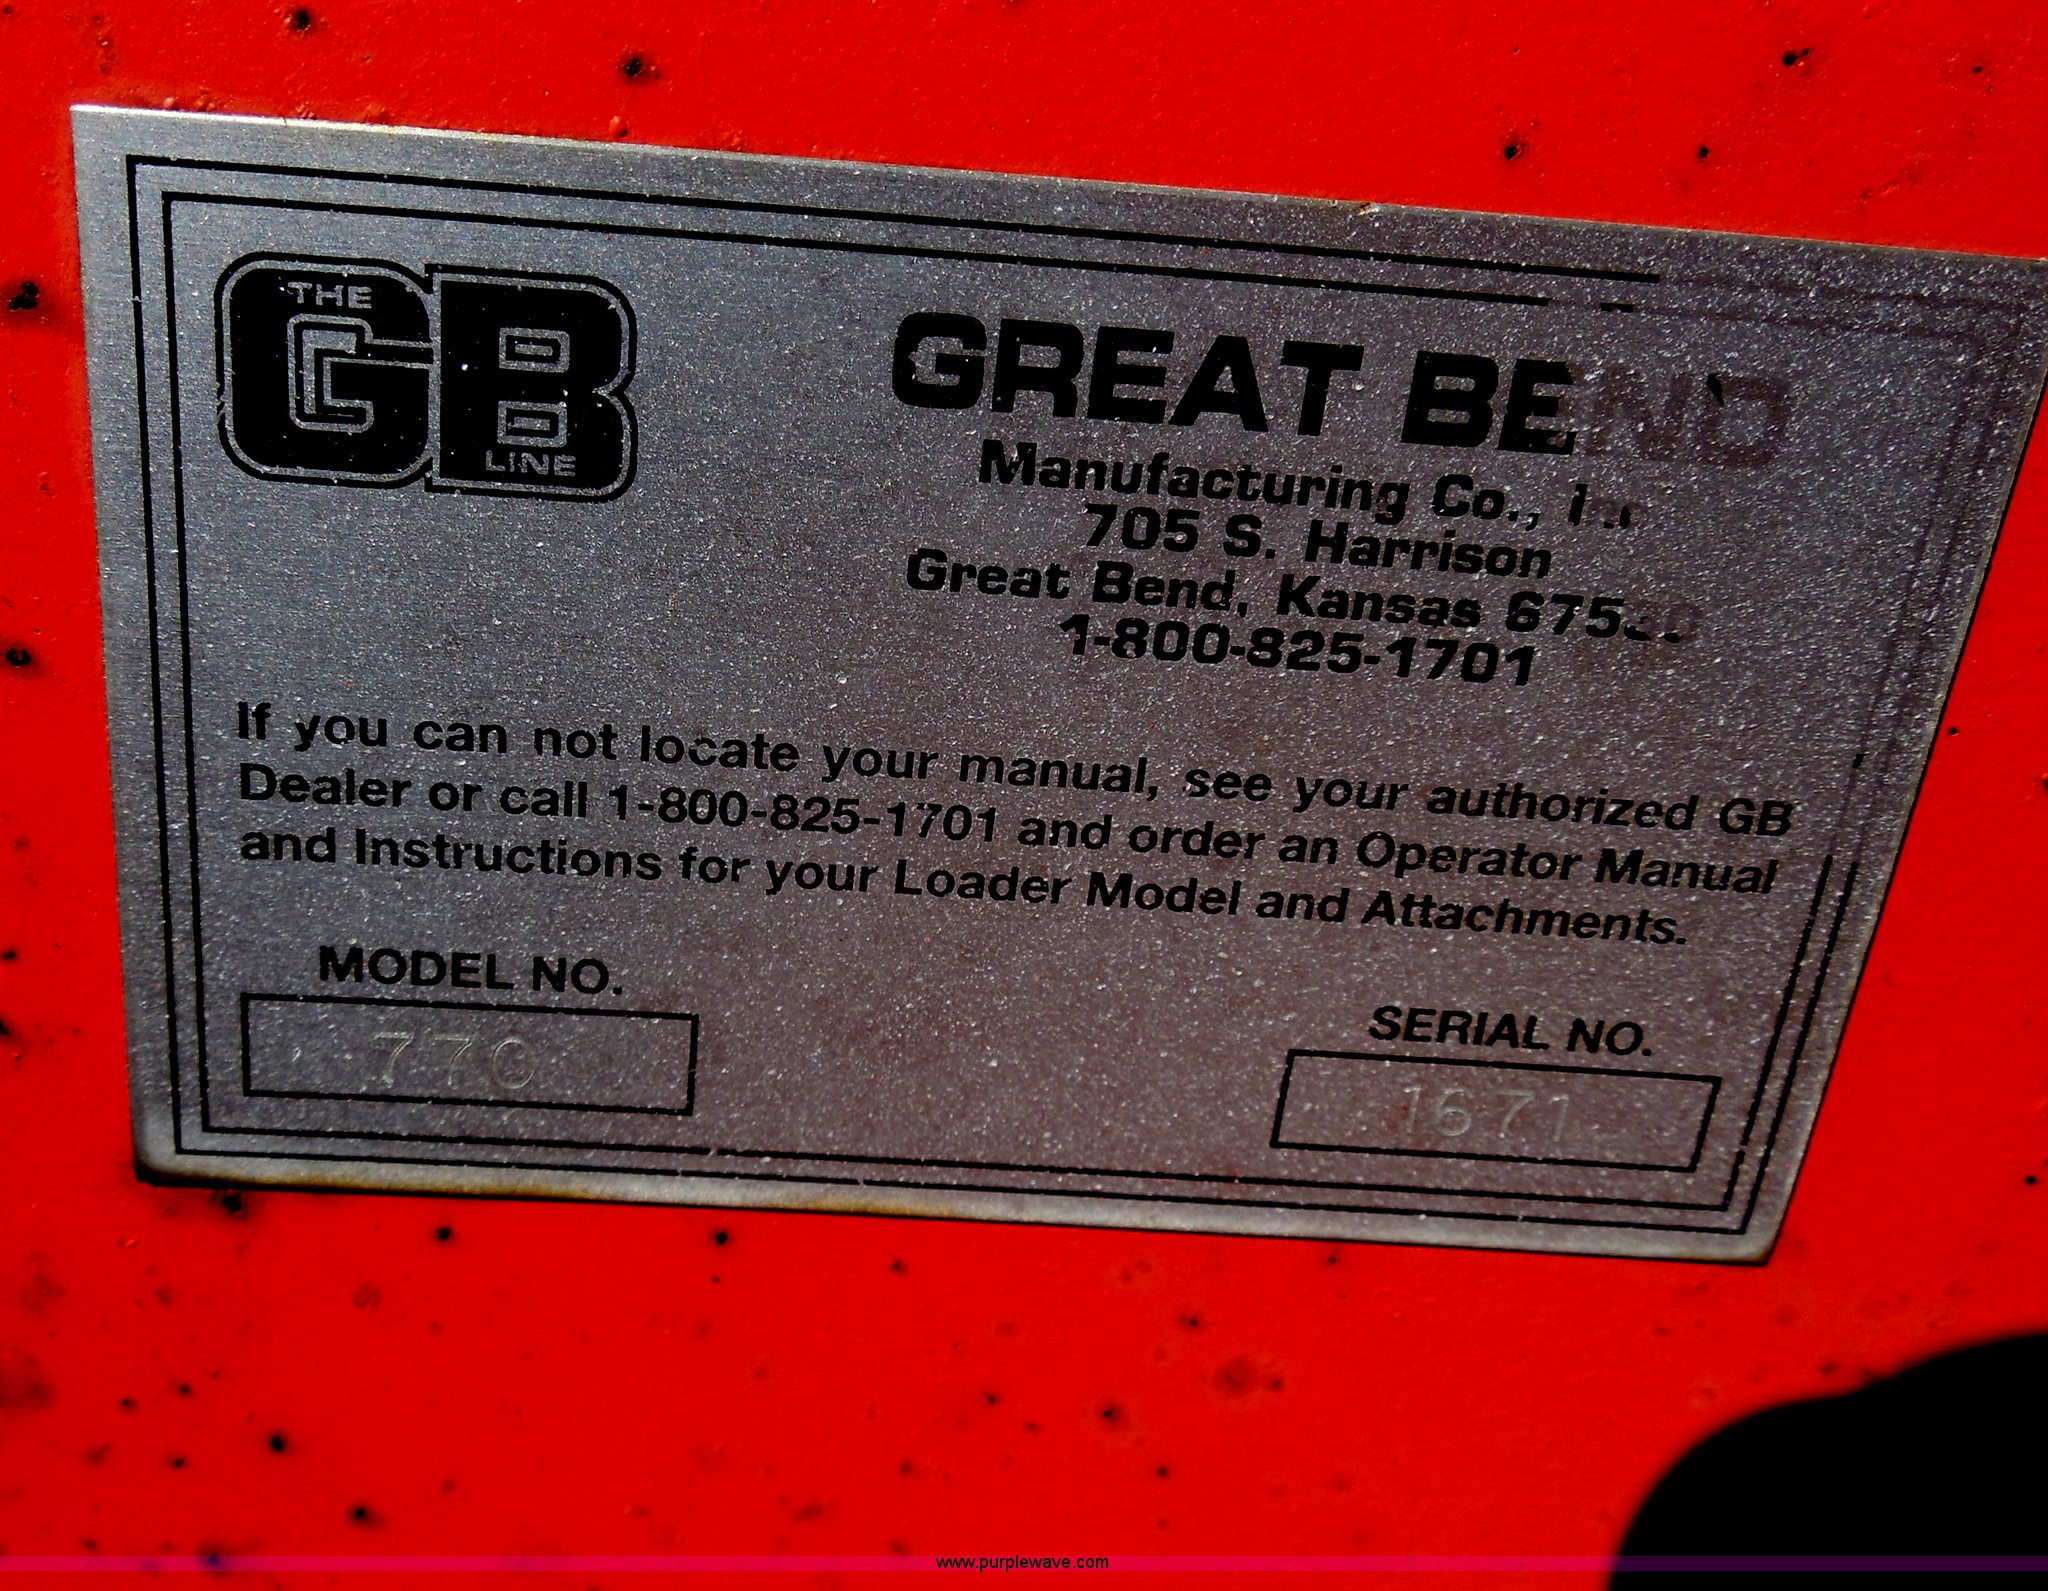 THE
GB
LINE
GREAT BEND
Manufacturing Co.,
705 S. Harrison
Great Bend, Kansas
1-800-825-1701
If you can not locate your manual, see your authorized GB
Dealer or call 1-800-825-1701 and order an Operator Manual
and Instructions for your Loader Model and Attachments.
MODEL NO.
770
SERIAL NO.
1671
www.purplewave.com